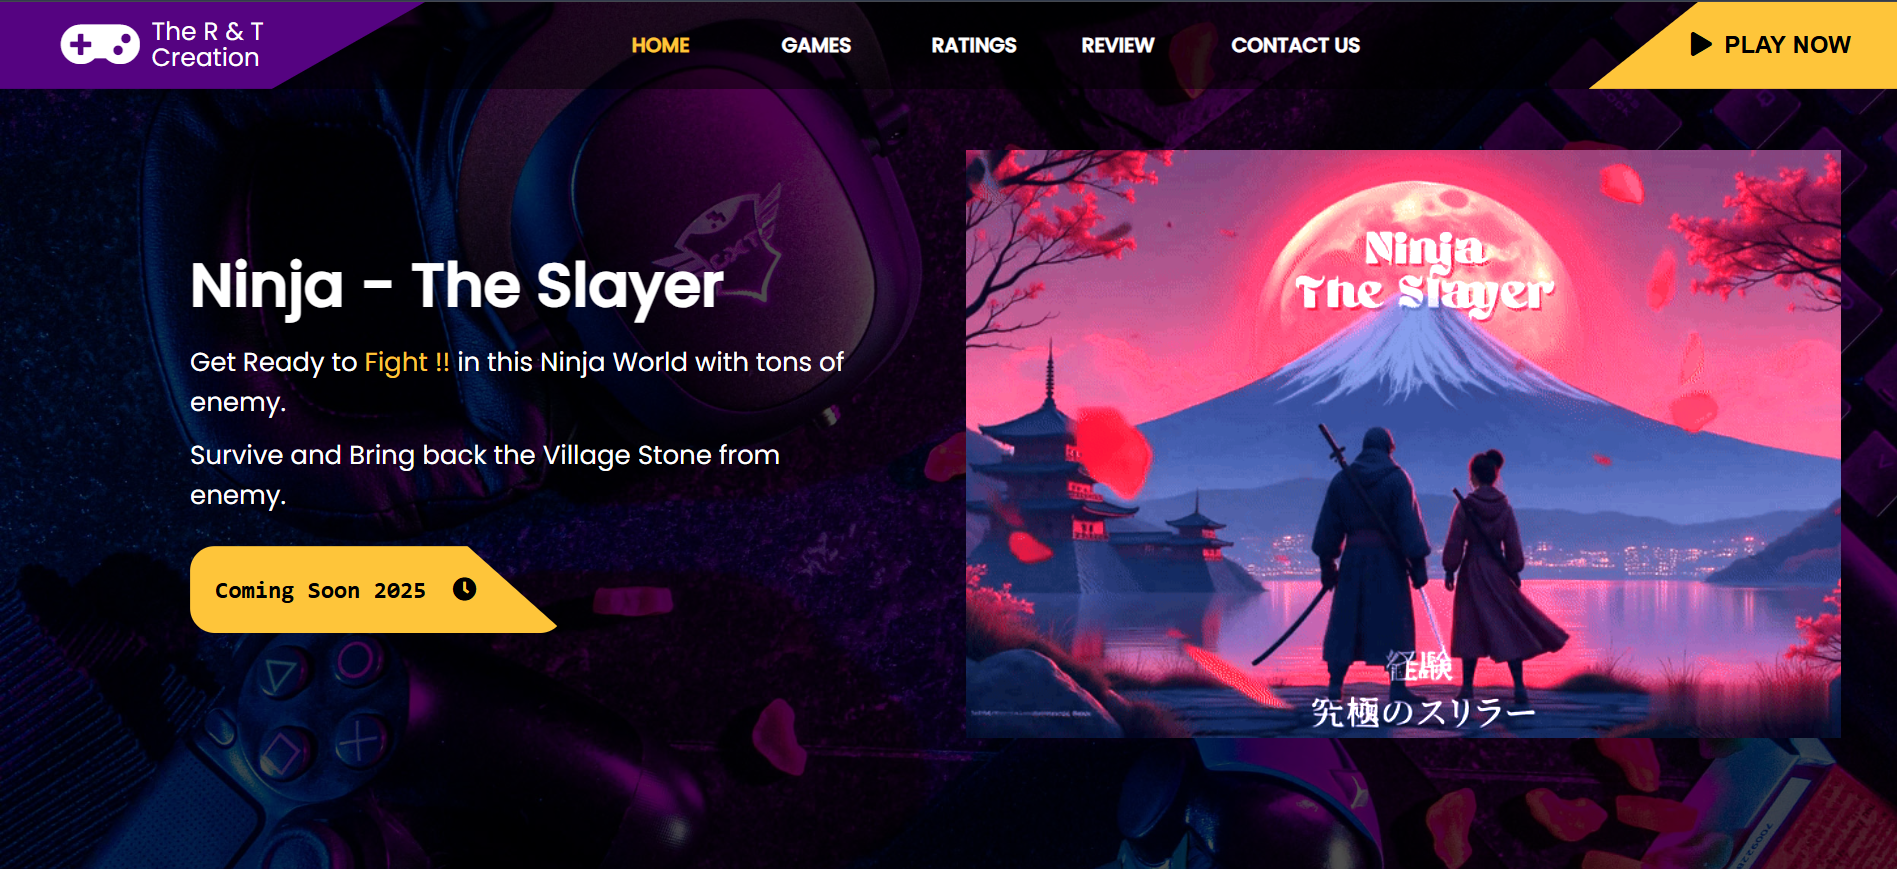 The R & T
Creation
HOME
GAMES
RATINGS
REVIEW
CONTACT US
PLAY NOW
Ninja - The Slayer
Get Ready to Fight !! in this Ninja World with tons of
enemy.
Survive and Bring back the Village Stone from
enemy.
Coming Soon 2025
Ninja
The Slayer
経験
究極のスリラー